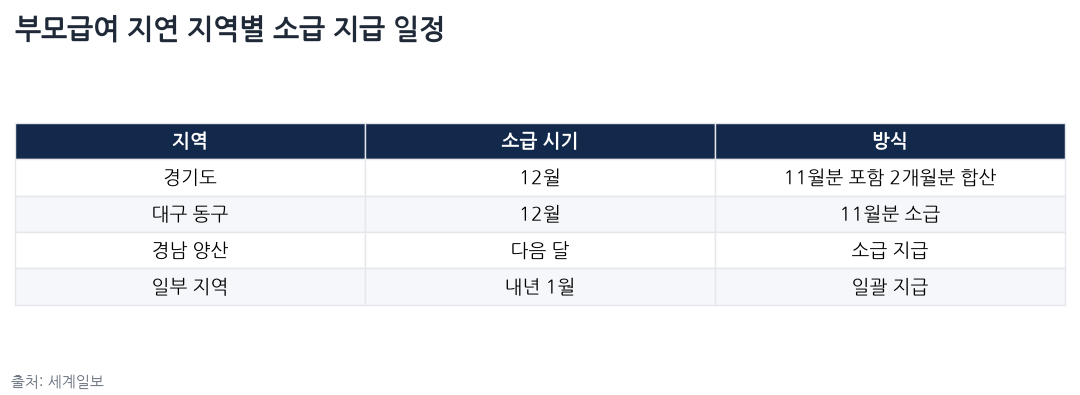 부모급여 지연 지역별 소급 지급 일정
지역 소급 시기 방식
경기도 12월 11월분 포함 2개월분 합산
대구 동구 12월 11월분 소급
경남 양산 다음 달 소급 지급
일부 지역 내년 1월 일괄 지급
출처: 세계일보